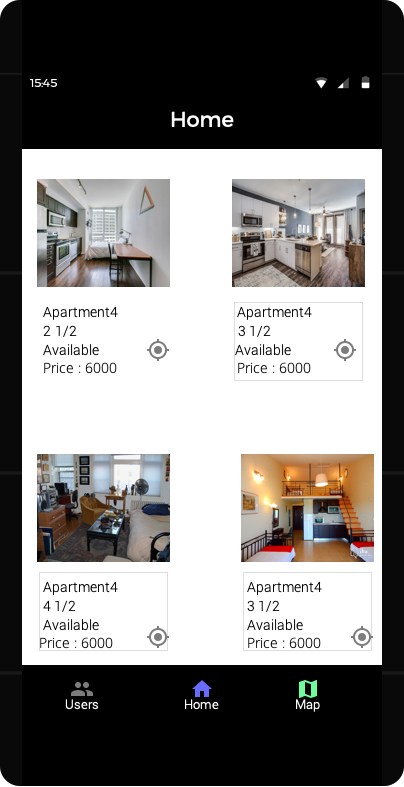 15:45
Home
Apartment4
2 1/2
Available
Price : 6000
Apartment4
3 1/2
Available
Price : 6000
Apartment4
4 1/2
Available
Price : 6000
Apartment4
3 1/2
Available
Price : 6000
Users
Home
Map